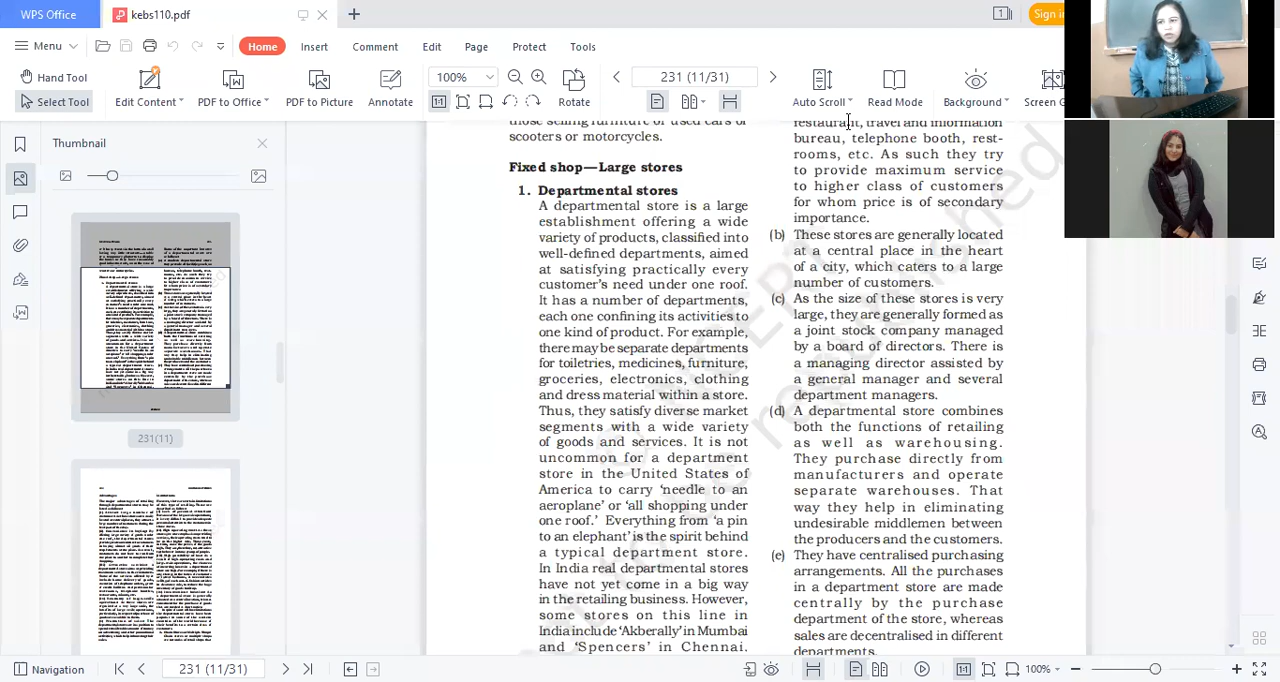 WPS Office
kebs110.pdf
Sign in
Menu
Home
Insert
Comment
Edit
Page
Protect
Tools
Hand Tool
Select Tool
Edit Content
PDF to Office
PDF to Picture
Annotate
100%
Rotate
231 (11/31)
Auto Scroll
Read Mode
Background
Screen G
Thumbnail
231(11)
those selling furniture or used cars or
scooters or motorcycles.
Fixed shop—Large stores
1. Departmental stores
A departmental store is a large
establishment offering a wide
variety of products, classified into
well-defined departments, aimed
at satisfying practically every
customer's need under one roof.
It has a number of departments,
each one confining its activities to
one kind of product. For example,
there may be separate departments
for toiletries, medicines, furniture,
groceries, electronics, clothing
and dress material within a store.
Thus, they satisfy diverse market
segments with a wide variety
of goods and services. It is not
uncommon for a department
store in the United States of
America to carry 'needle to an
aeroplane' or 'all shopping under
one roof.' Everything from 'a pin
to an elephant' is the spirit behind
a typical department store.
In India real departmental stores
have not yet come in a big way
in the retailing business. However,
some stores on this line in
India include 'Akberally' in Mumbai
and 'Spencers' in Chennai.
restaurant, travel and information
bureau, telephone booth, rest-
rooms, etc. As such they try
to provide maximum service
to higher class of customers
for whom price is of secondary
importance.
(b) These stores are generally located
at a central place in the heart
of a city, which caters to a large
number of customers.
(c) As the size of these stores is very
large, they are generally formed as
a joint stock company managed
by a board of directors. There is
a managing director assisted by
a general manager and several
department managers.
(d) A departmental store combines
both the functions of retailing
as well as warehousing.
They purchase directly from
manufacturers and operate
separate warehouses. That
way they help in eliminating
undesirable middlemen between
the producers and the customers.
(e) They have centralised purchasing
arrangements. All the purchases
in a department store are made
centrally by the purchase
department of the store, whereas
sales are decentralised in different
departments.
Navigation
231 (11/31)
100%